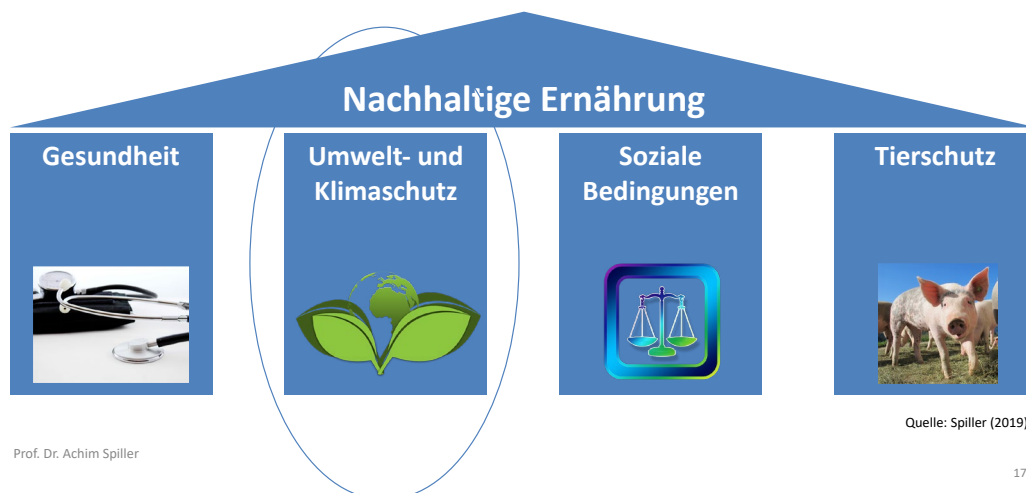 Nachhaltige Ernährung
Gesundheit
Umwelt- und
Klimaschutz
Soziale
Bedingungen
Tierschutz
Quelle: Spiller (2019)
Prof. Dr. Achim Spiller
17